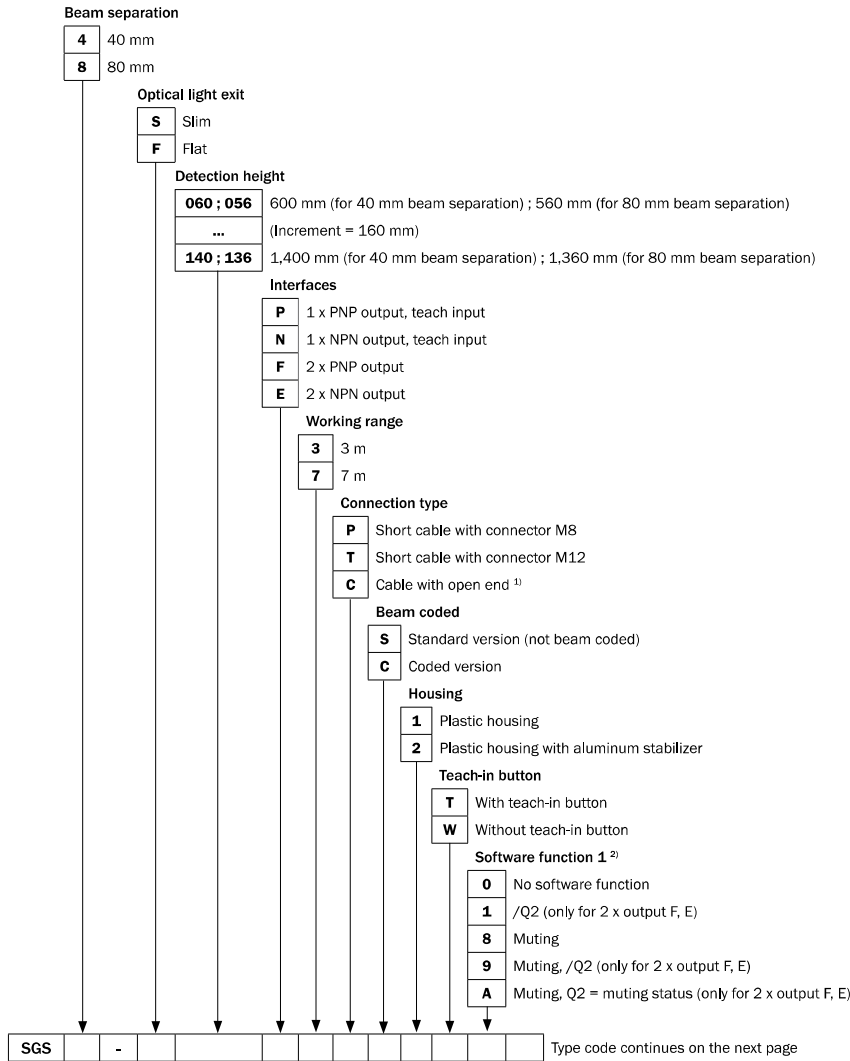 Beam separation
4 40 mm
8 80 mm
Optical light exit
S Slim
F Flat
Detection height
060 ; 056 600 mm (for 40 mm beam separation) ; 560 mm (for 80 mm beam separation)
... (Increment = 160 mm)
140 ; 136 1,400 mm (for 40 mm beam separation) ; 1,360 mm (for 80 mm beam separation)
Interfaces
P 1 x PNP output, teach input
N 1 x NPN output, teach input
F 2 x PNP output
E 2 x NPN output
Working range
3 3 m
7 7 m
Connection type
P Short cable with connector M8
T Short cable with connector M12
C Cable with open end 1)
Beam coded
S Standard version (not beam coded)
C Coded version
Housing
1 Plastic housing
2 Plastic housing with aluminum stabilizer
Teach-in button
T With teach-in button
W Without teach-in button
Software function 1 2)
0 No software function
1 /Q2 (only for 2 x output F, E)
8 Muting
9 Muting, /Q2 (only for 2 x output F, E)
A Muting, Q2 = muting status (only for 2 x output F, E)
SGS - Type code continues on the next page